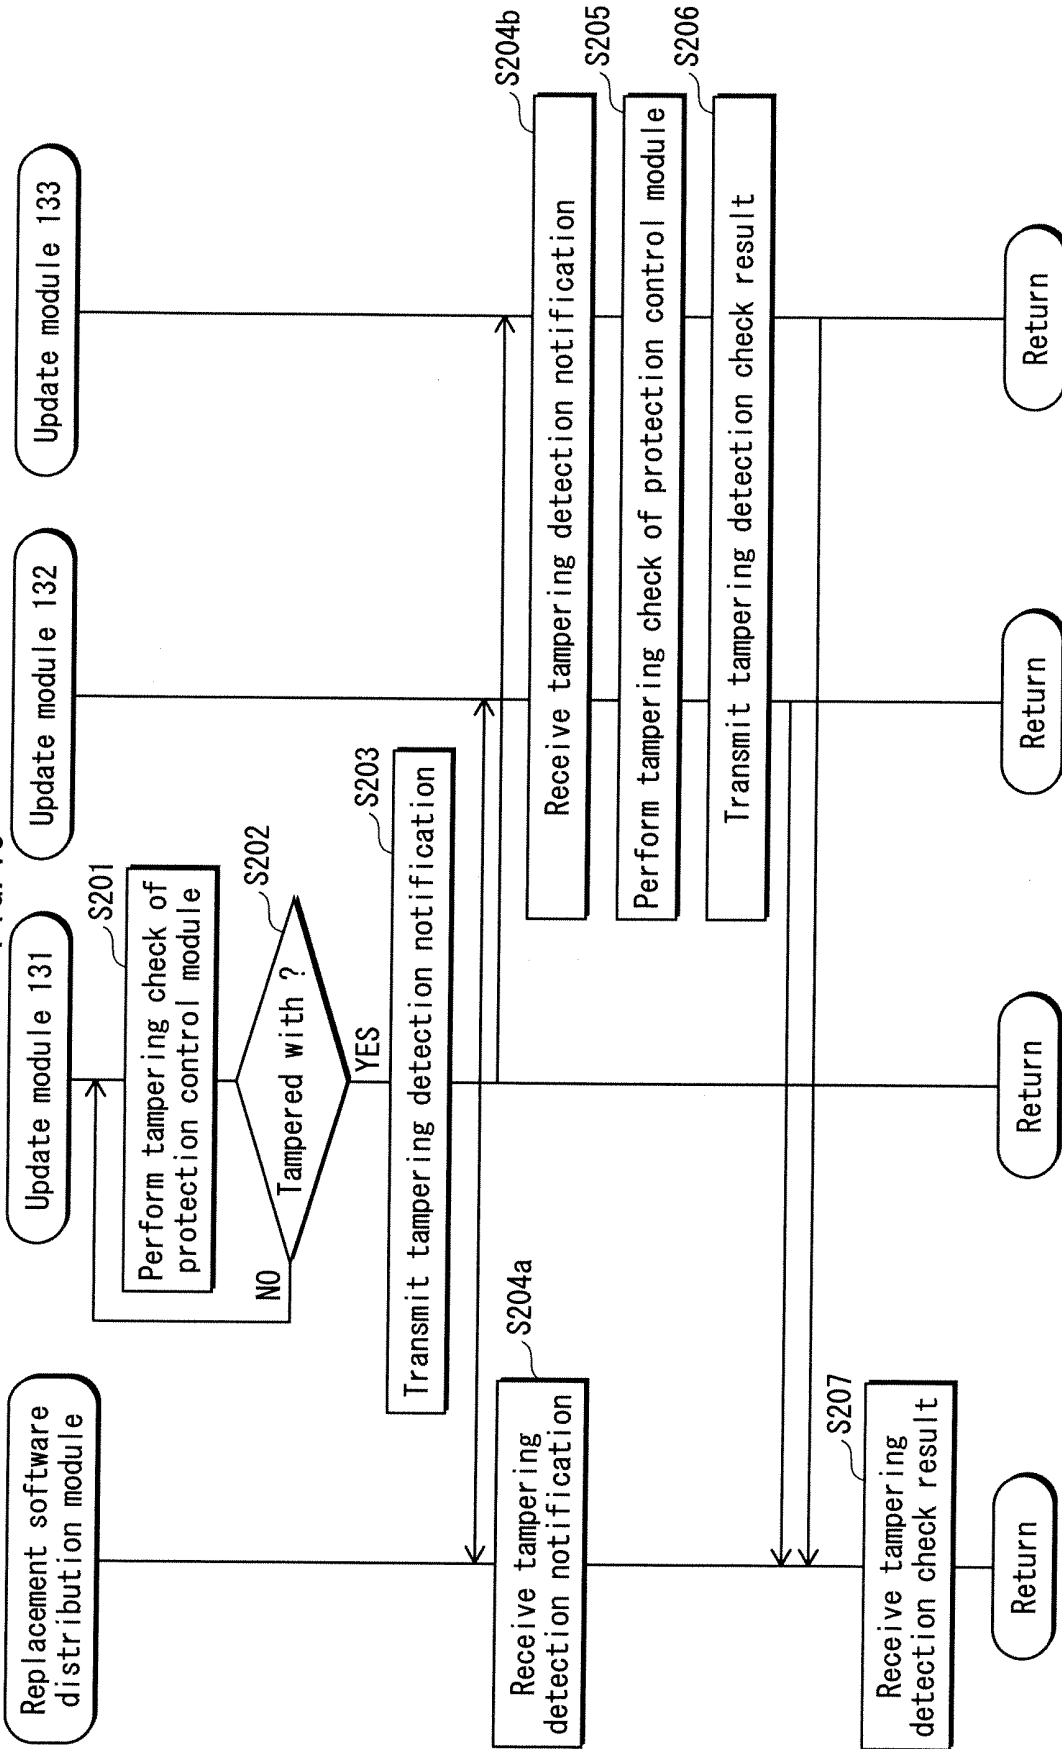 Replacement software
distribution module
Update module 131
Update module 132
Update module 133
S201
Perform tampering check of
protection control module
S202
Tampered with ?
NO
YES
S203
Transmit tampering detection notification
S204a
Receive tampering
detection notification
S204b
Receive tampering detection notification
S205
Perform tampering check of protection control module
S206
Transmit tampering detection check result
S207
Receive tampering
detection check result
Return
Return
Return
Return